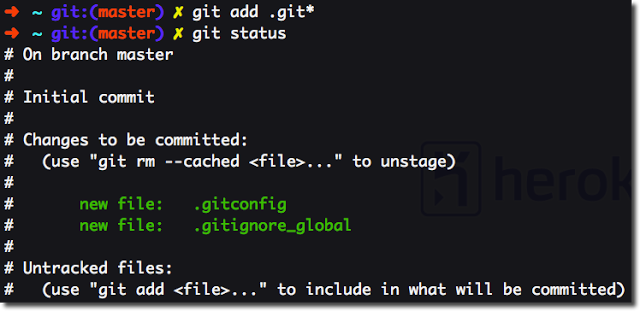 ➜ ~ git:(master) ✗ git add .git*
➜ ~ git:(master) ✗ git status
# On branch master
#
# Initial commit
#
# Changes to be committed:
#   (use "git rm --cached <file>..." to unstage)
#
#       new file:   .gitconfig
#       new file:   .gitignore_global
#
# Untracked files:
#   (use "git add <file>..." to include in what will be committed)
herok